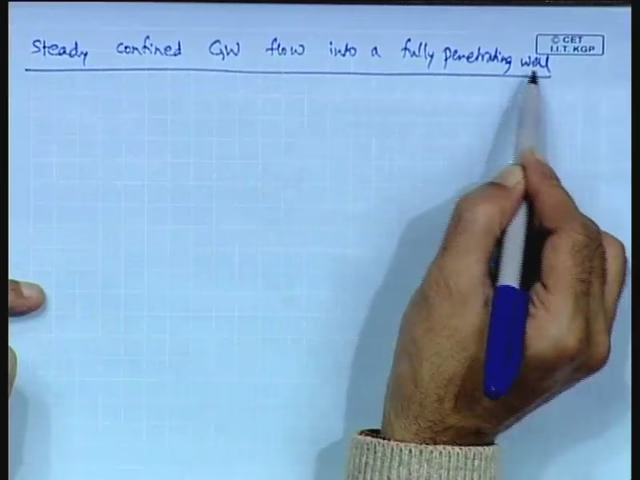 Steady confined GW flow into a fully penetrating well
© CET
I.I.T. KGP